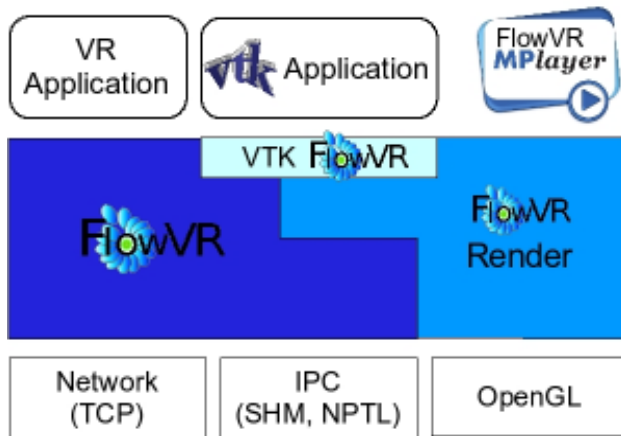 VR
Application
vtk Application
FlowVR
MPlayer
VTK FlowVR
FlowVR
FlowVR
Render
Network
(TCP)
IPC
(SHM, NPTL)
OpenGL